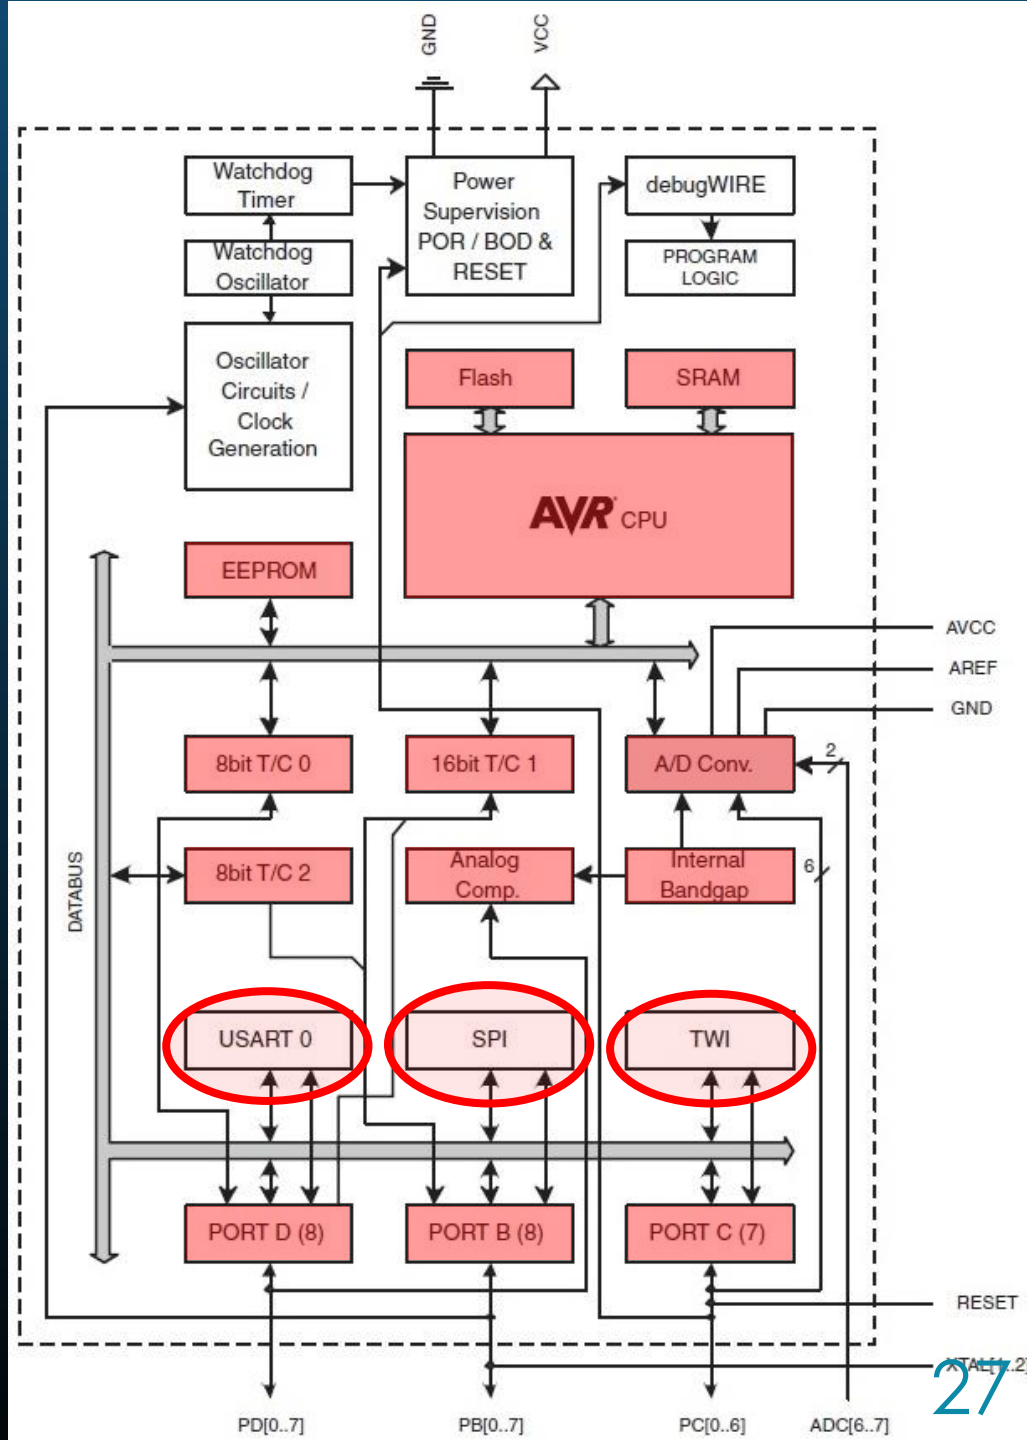 GND
VCC
Watchdog
Timer
Power
Supervision
POR / BOD &
RESET
debugWIRE
Watchdog
Oscillator
PROGRAM
LOGIC
Oscillator
Circuits /
Clock
Generation
Flash
SRAM
AVR CPU
EEPROM
AVCC
AREF
GND
8bit T/C 0
16bit T/C 1
A/D Conv.
2
DATABUS
8bit T/C 2
Analog
Comp.
Internal
Bandgap
6
USART 0
SPI
TWI
PORT D (8)
PORT B (8)
PORT C (7)
RESET
XTAL[1..2]
27
PD[0..7]
PB[0..7]
PC[0..6]
ADC[6..7]